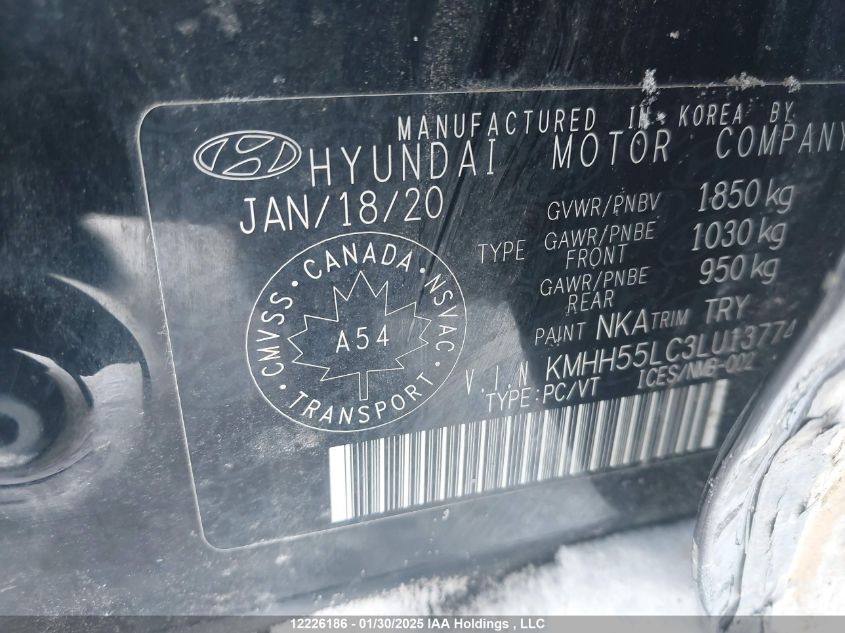 MANUFACTURED IN KOREA BY
HYUNDAI MOTOR COMPANY
JAN/18/20
GVWR/PNBV 1850 kg
TYPE GAWR/PNBE FRONT 1030 kg
GAWR/PNBE REAR 950 kg
PAINT NKA TRIM TRY
V.I.N KMHH55LC3LU13774
TYPE:PC/VT ICES/NMB-002
CMVSS · CANADA · NSVAC · TRANSPORT ·
A54
12226186 - 01/30/2025 IAA Holdings , LLC